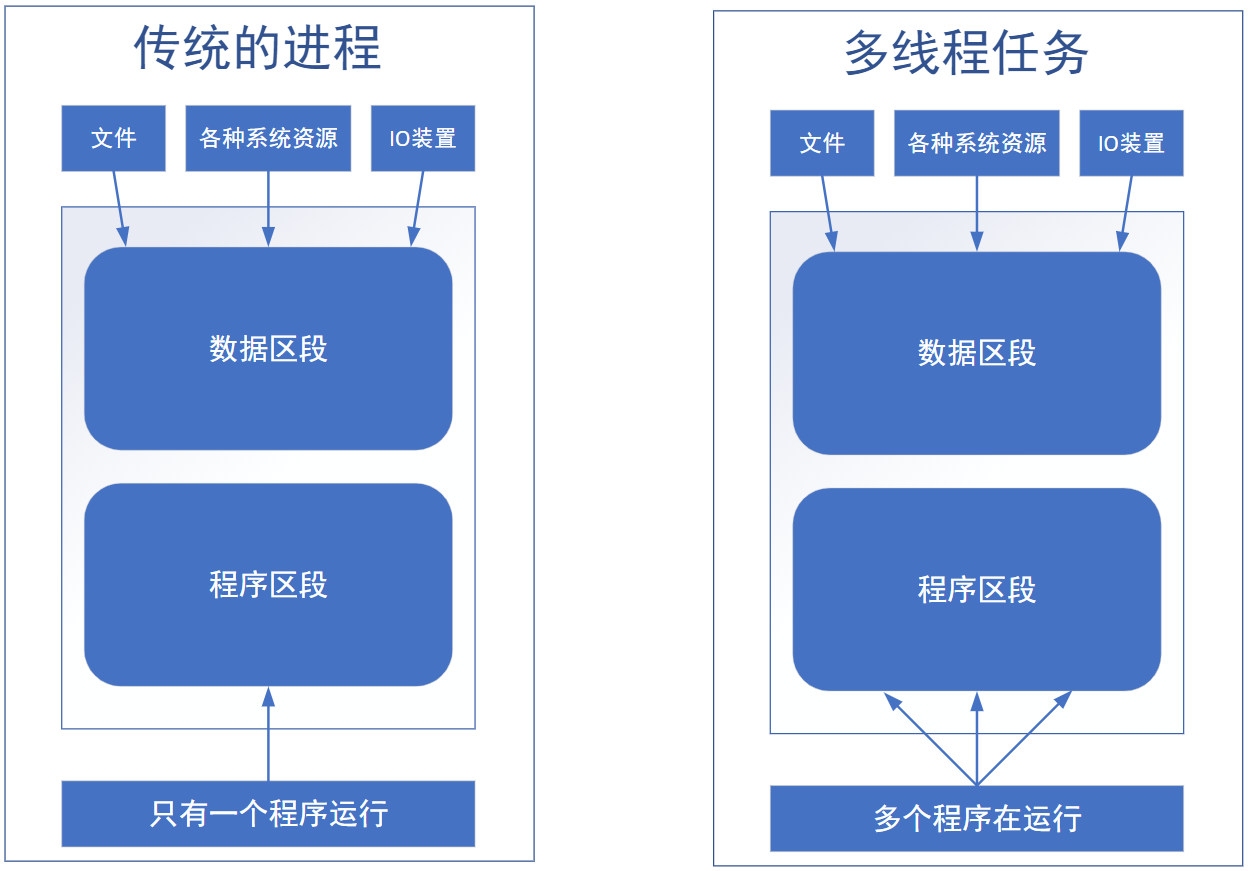 传统的进程
文件
各种系统资源
IO装置
数据区段
程序区段
只有一个程序运行
多线程任务
文件
各种系统资源
IO装置
数据区段
程序区段
多个程序在运行